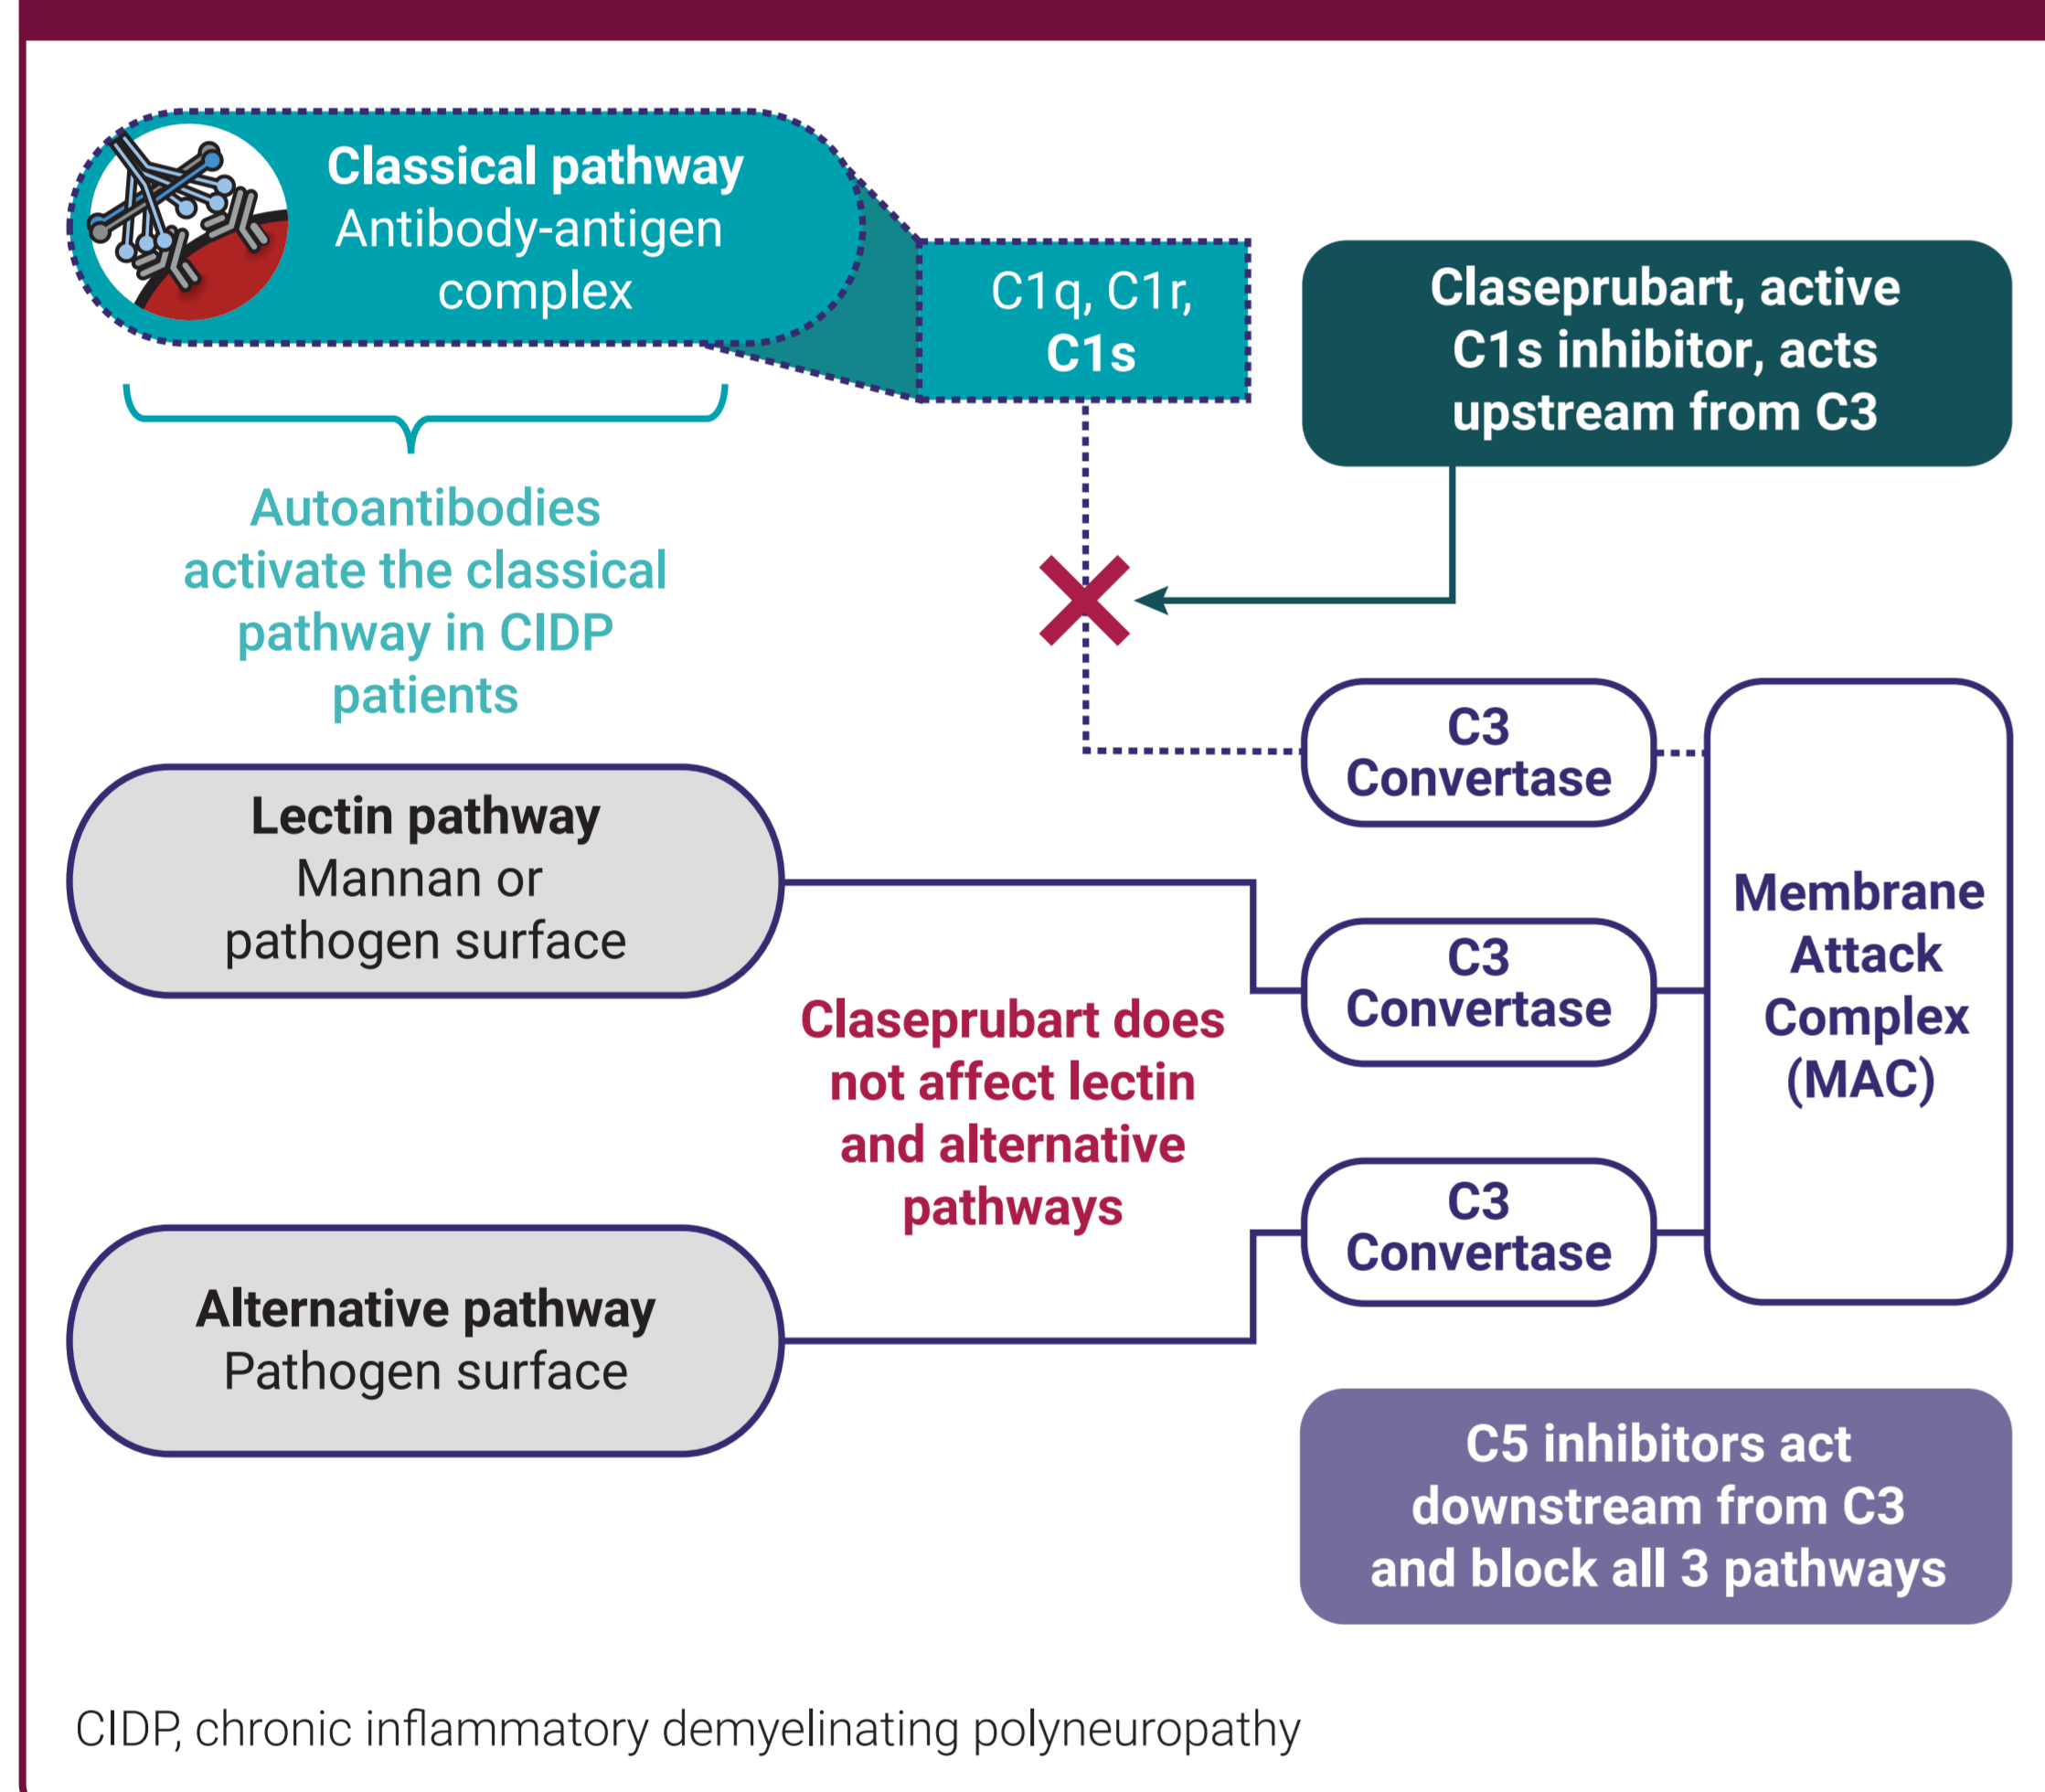 Classical pathway
Antibody-antigen
complex
C1q, C1r,
C1s
Claseprubart, active
C1s inhibitor, acts
upstream from C3
Autoantibodies
activate the classical
pathway in CIDP
patients
C3
Convertase
Lectin pathway
Mannan or
pathogen surface
C3
Convertase
Membrane
Attack
Complex
(MAC)
Claseprubart does
not affect lectin
and alternative
pathways
C3
Convertase
Alternative pathway
Pathogen surface
C5 inhibitors act
downstream from C3
and block all 3 pathways
CIDP, chronic inflammatory demyelinating polyneuropathy